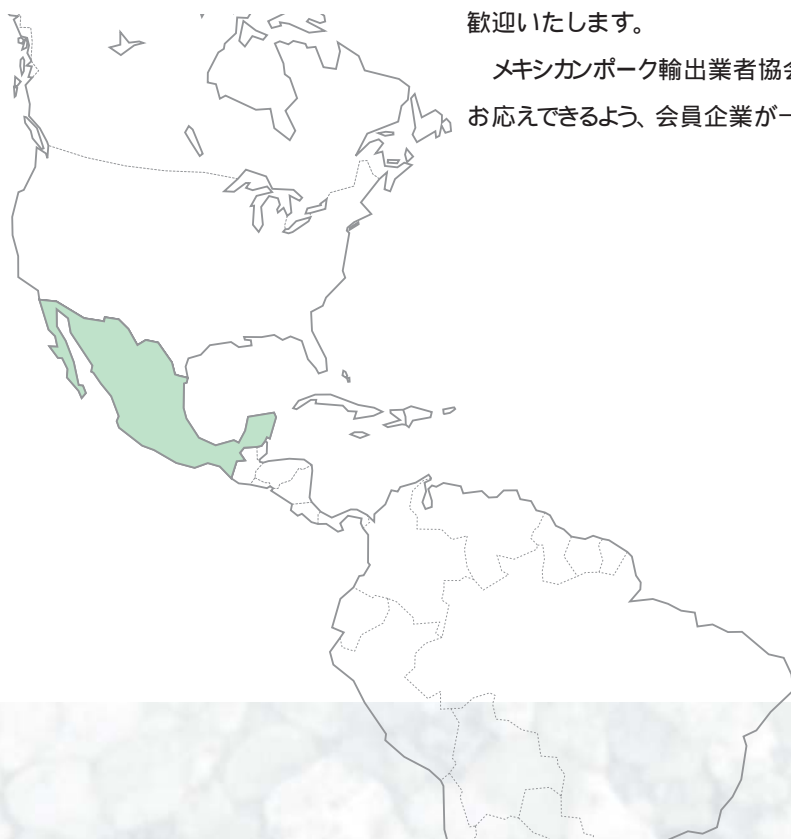 歓迎いたします。
メキシカンポーク輸出業者協会
お応えできるよう、会員企業が一